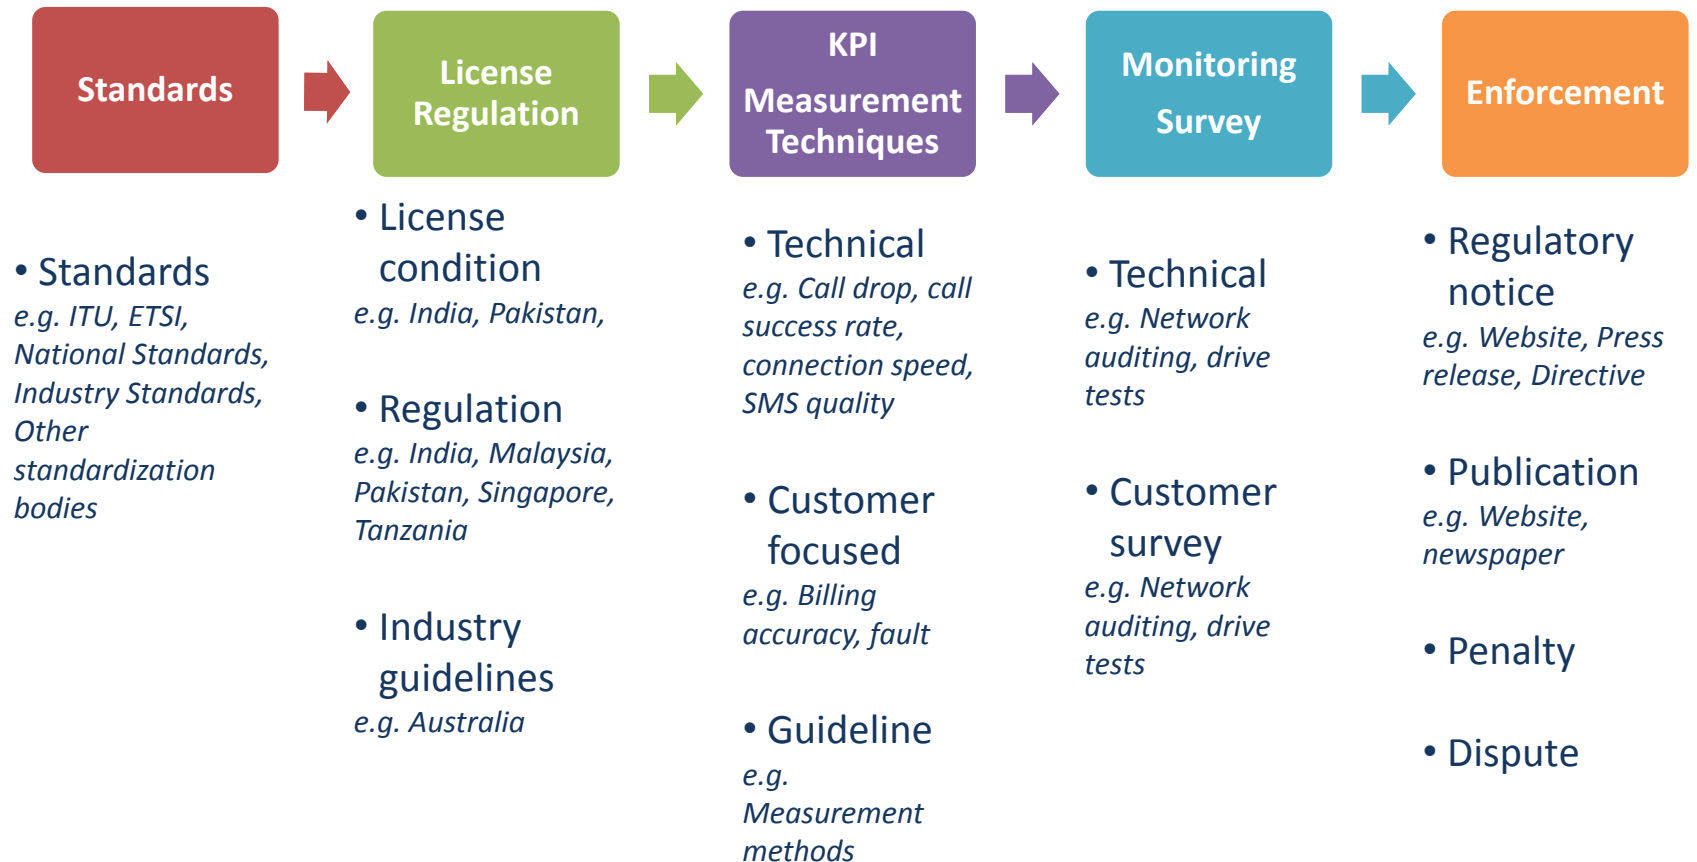 Standards
License
Regulation
KPI
Measurement
Techniques
Monitoring
Survey
Enforcement
• Standards
e.g. ITU, ETSI,
National Standards,
Industry Standards,
Other
standardization
bodies
• License
condition
e.g. India, Pakistan,
• Regulation
e.g. India, Malaysia,
Pakistan, Singapore,
Tanzania
• Industry
guidelines
e.g. Australia
• Technical
e.g. Call drop, call
success rate,
connection speed,
SMS quality
• Customer
focused
e.g. Billing
accuracy, fault
• Guideline
e.g.
Measurement
methods
• Technical
e.g. Network
auditing, drive
tests
• Customer
survey
e.g. Network
auditing, drive
tests
• Regulatory
notice
e.g. Website, Press
release, Directive
• Publication
e.g. Website,
newspaper
• Penalty
• Dispute